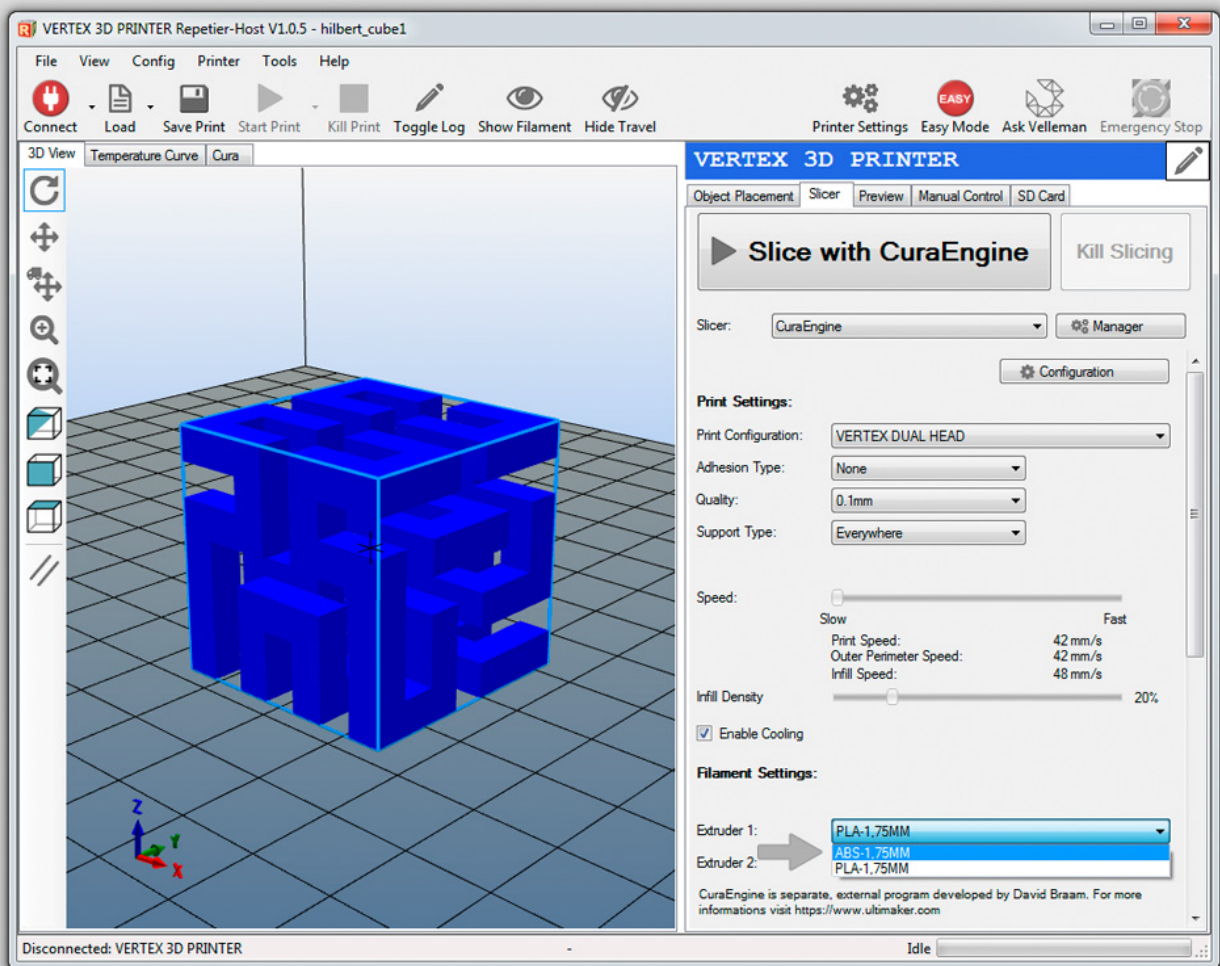 VERTEX 3D PRINTER Repetier-Host V1.0.5 - hilbert_cube1
File View Config Printer Tools Help
Connect Load Save Print Start Print Kill Print Toggle Log Show Filament Hide Travel Printer Settings EASY Easy Mode Ask Velleman Emergency Stop
3D View Temperature Curve Cura
VERTEX 3D PRINTER
Object Placement Slicer Preview Manual Control SD Card
Slice with CuraEngine Kill Slicing
Slicer: CuraEngine Manager
Configuration
Print Settings:
Print Configuration: VERTEX DUAL HEAD
Adhesion Type: None
Quality: 0.1mm
Support Type: Everywhere
Speed:
Slow Fast
Print Speed: 42 mm/s
Outer Perimeter Speed: 42 mm/s
Infill Speed: 48 mm/s
Infill Density 20%
Enable Cooling
Filament Settings:
Extruder 1: PLA-1,75MM
ABS-1,75MM
Extruder 2: PLA-1,75MM
CuraEngine is separate, external program developed by David Braam. For more
informations visit https://www.ultimaker.com
Z
Y
X
Disconnected: VERTEX 3D PRINTER - Idle